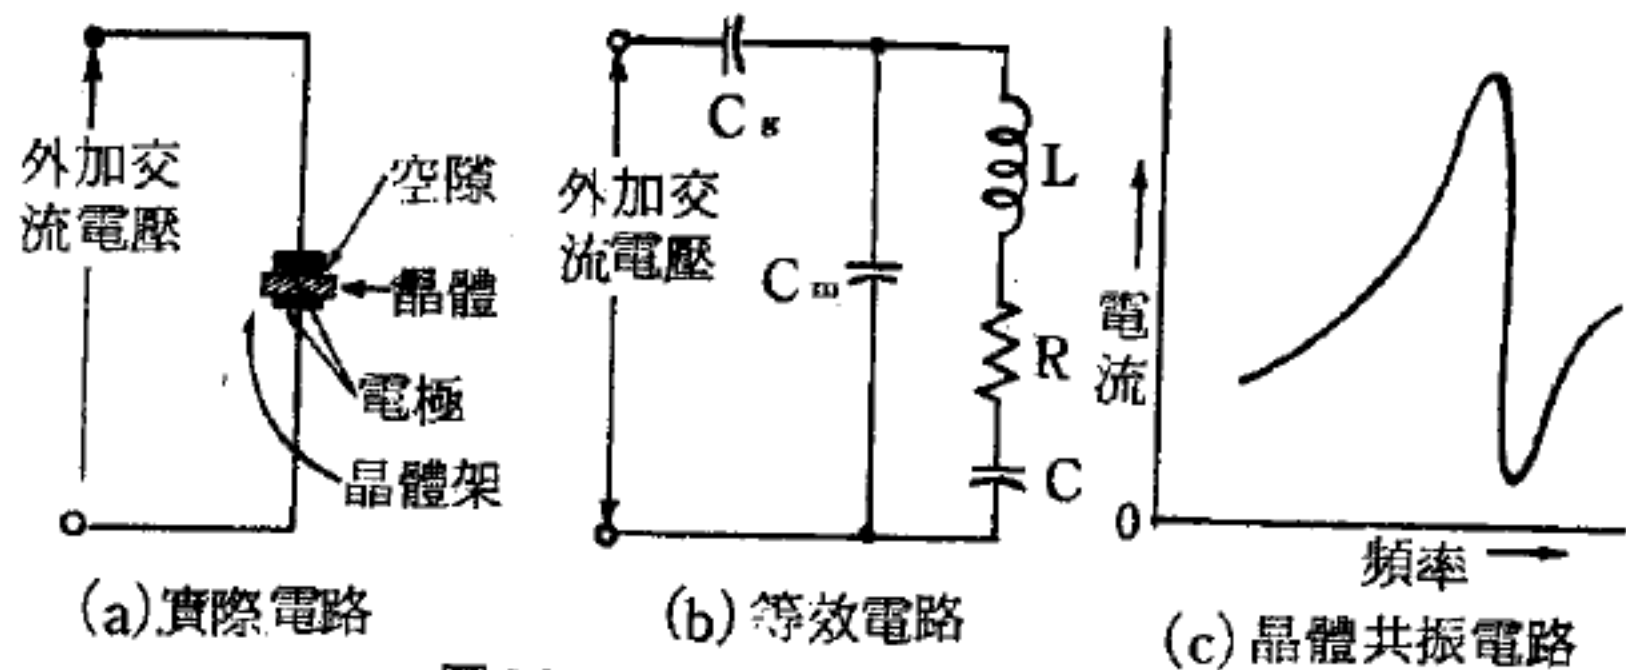 外加交
流電壓
空隙
晶體
電極
晶體架
(a)實際電路
Cg
外加交
流電壓
Cm
L
R
C
(b)等效電路
電
流
0
頻率
(c)晶體共振電路